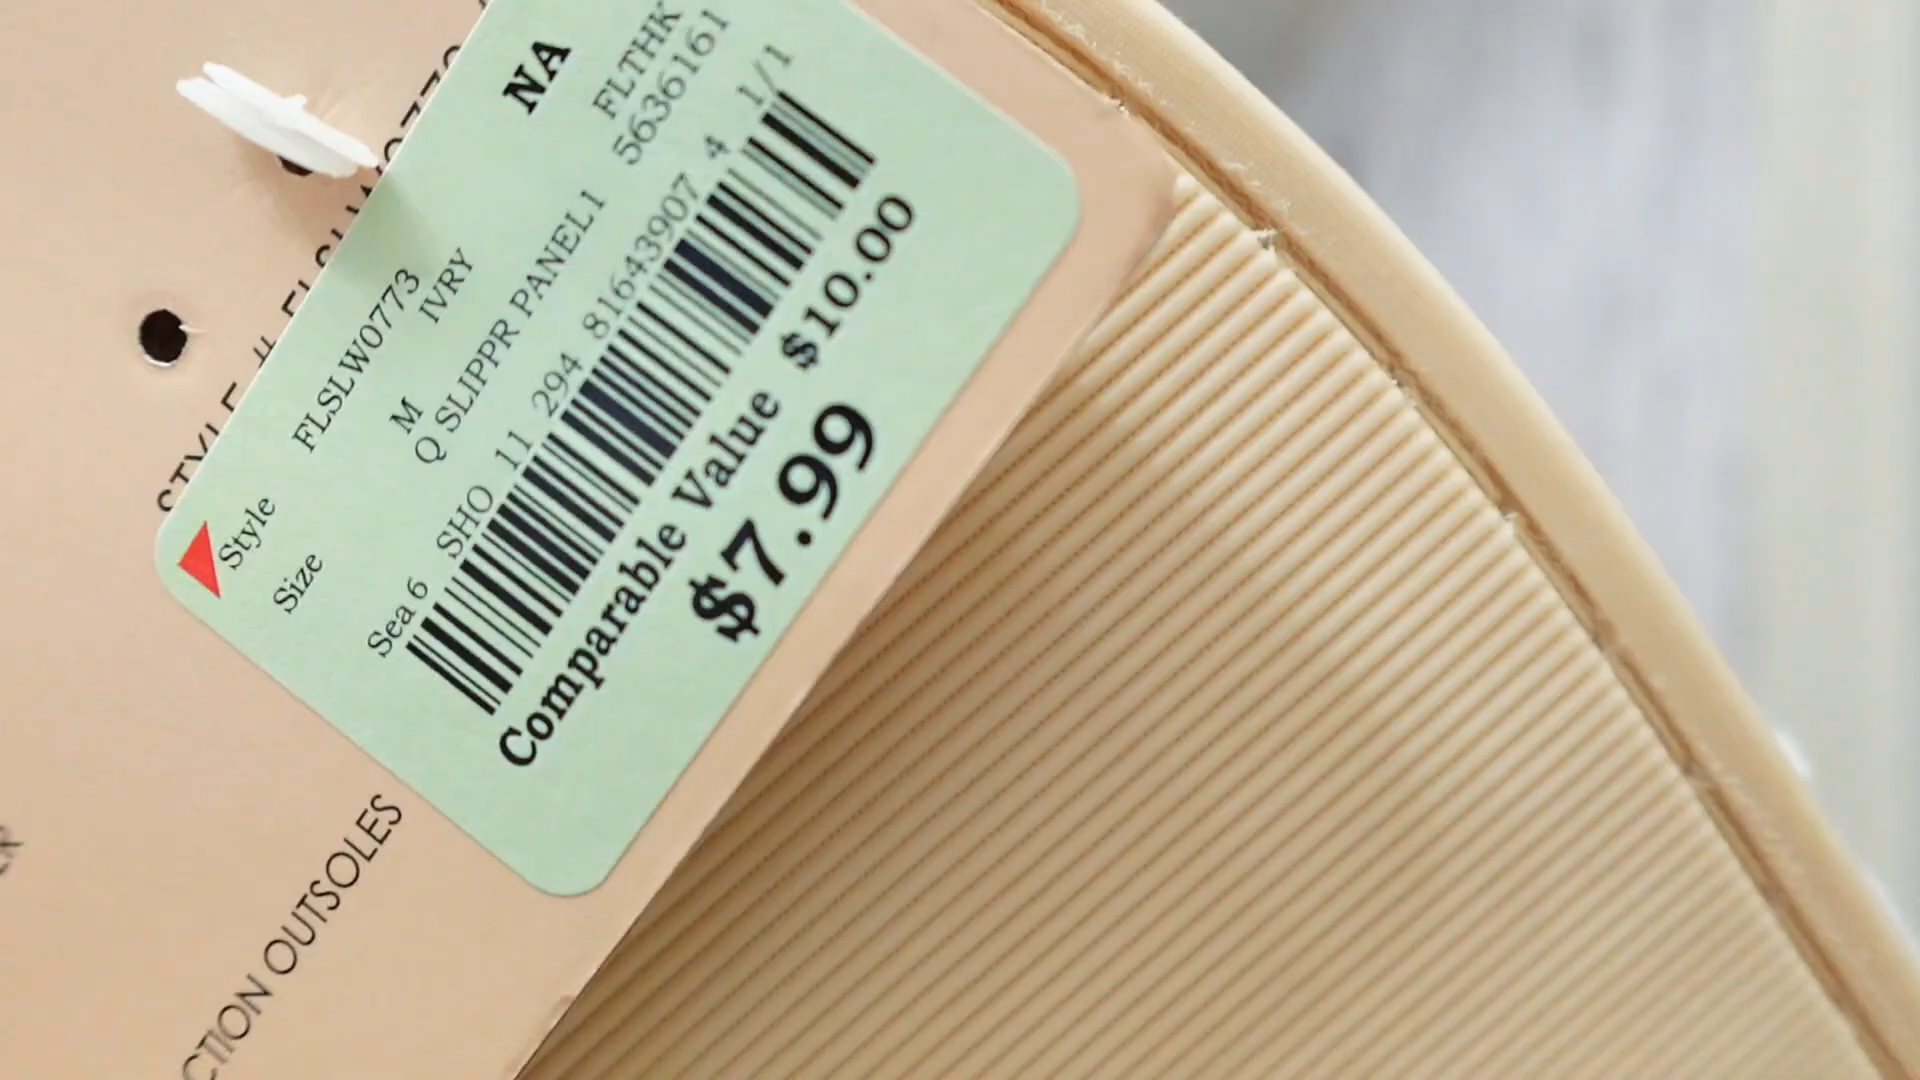 NA
FLTHK
Style FLSLW0773 IVRY 5636161
Size M 1/1
Q SLIPPR PANEL1
Sea 6 SHO 11 294 81643907 4
Comparable Value $10.00
$7.99
STYLE #
CTION OUTSOLES